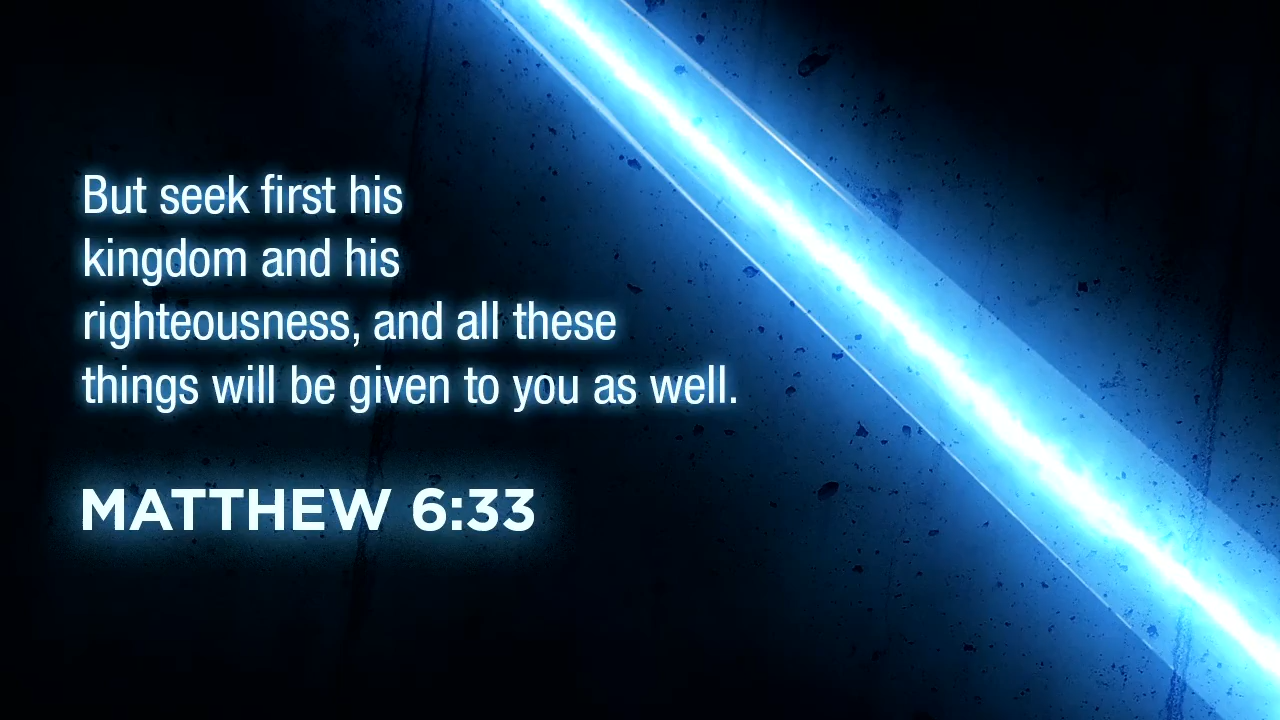 But seek first his
kingdom and his
righteousness, and all these
things will be given to you as well.
MATTHEW 6:33